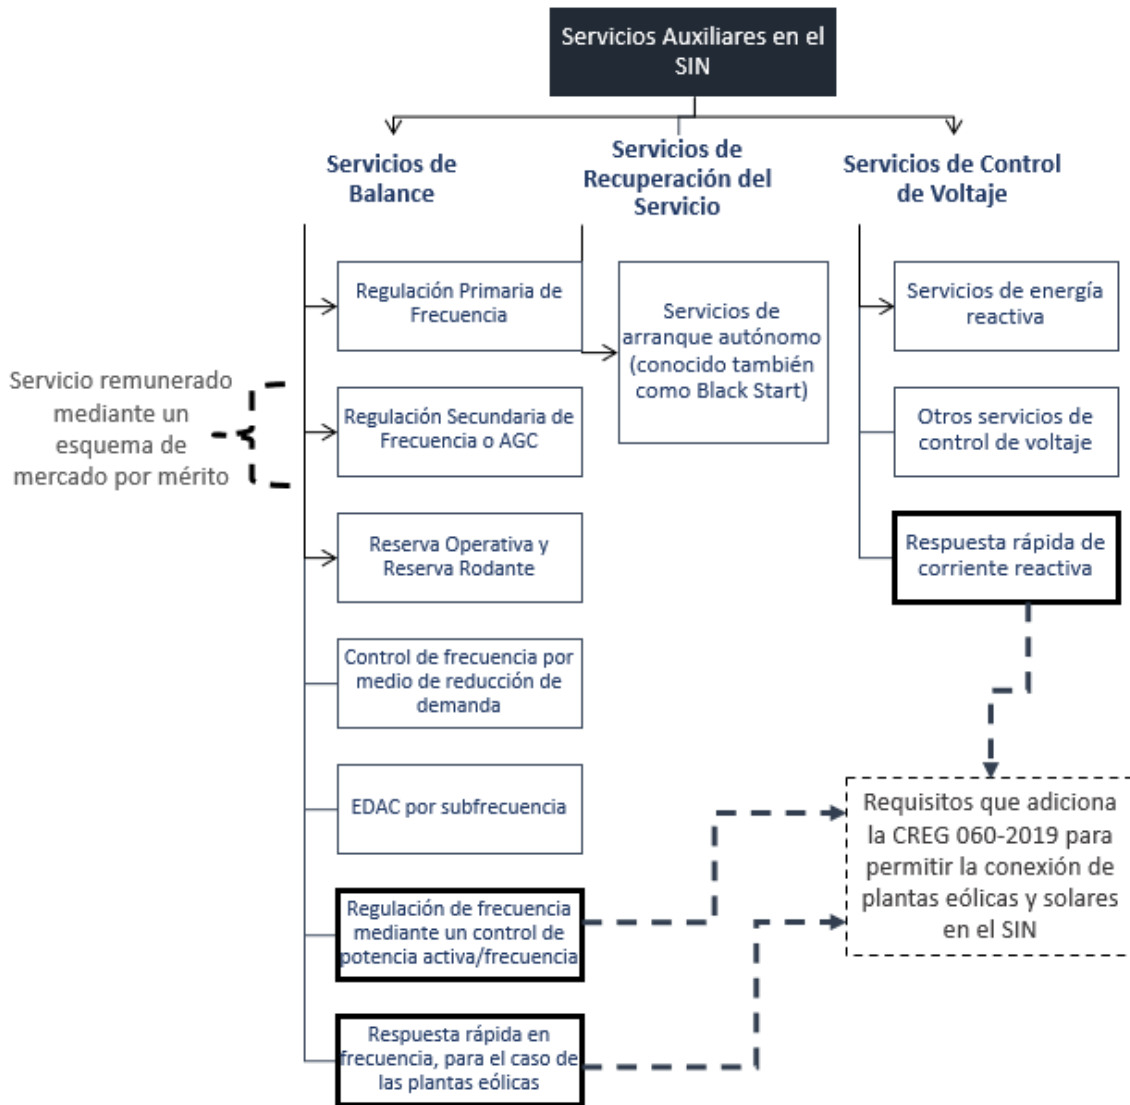 Servicios Auxiliares en el
SIN
Servicios de
Balance
Servicios de
Recuperación del
Servicio
Servicios de Control
de Voltaje
Regulación Primaria de
Frecuencia
Servicios de
arranque autónomo
(conocido también
como Black Start)
Servicios de energía
reactiva
Servicio remunerado
mediante un
esquema de
mercado por mérito
Regulación Secundaria de
Frecuencia o AGC
Otros servicios de
control de voltaje
Reserva Operativa y
Reserva Rodante
Respuesta rápida de
corriente reactiva
Control de frecuencia por
medio de reducción de
demanda
EDAC por subfrecuencia
Requisitos que adiciona
la CREG 060-2019 para
permitir la conexión de
plantas eólicas y solares
en el SIN
Regulación de frecuencia
mediante un control de
potencia activa/frecuencia
Respuesta rápida en
frecuencia, para el caso de
las plantas eólicas